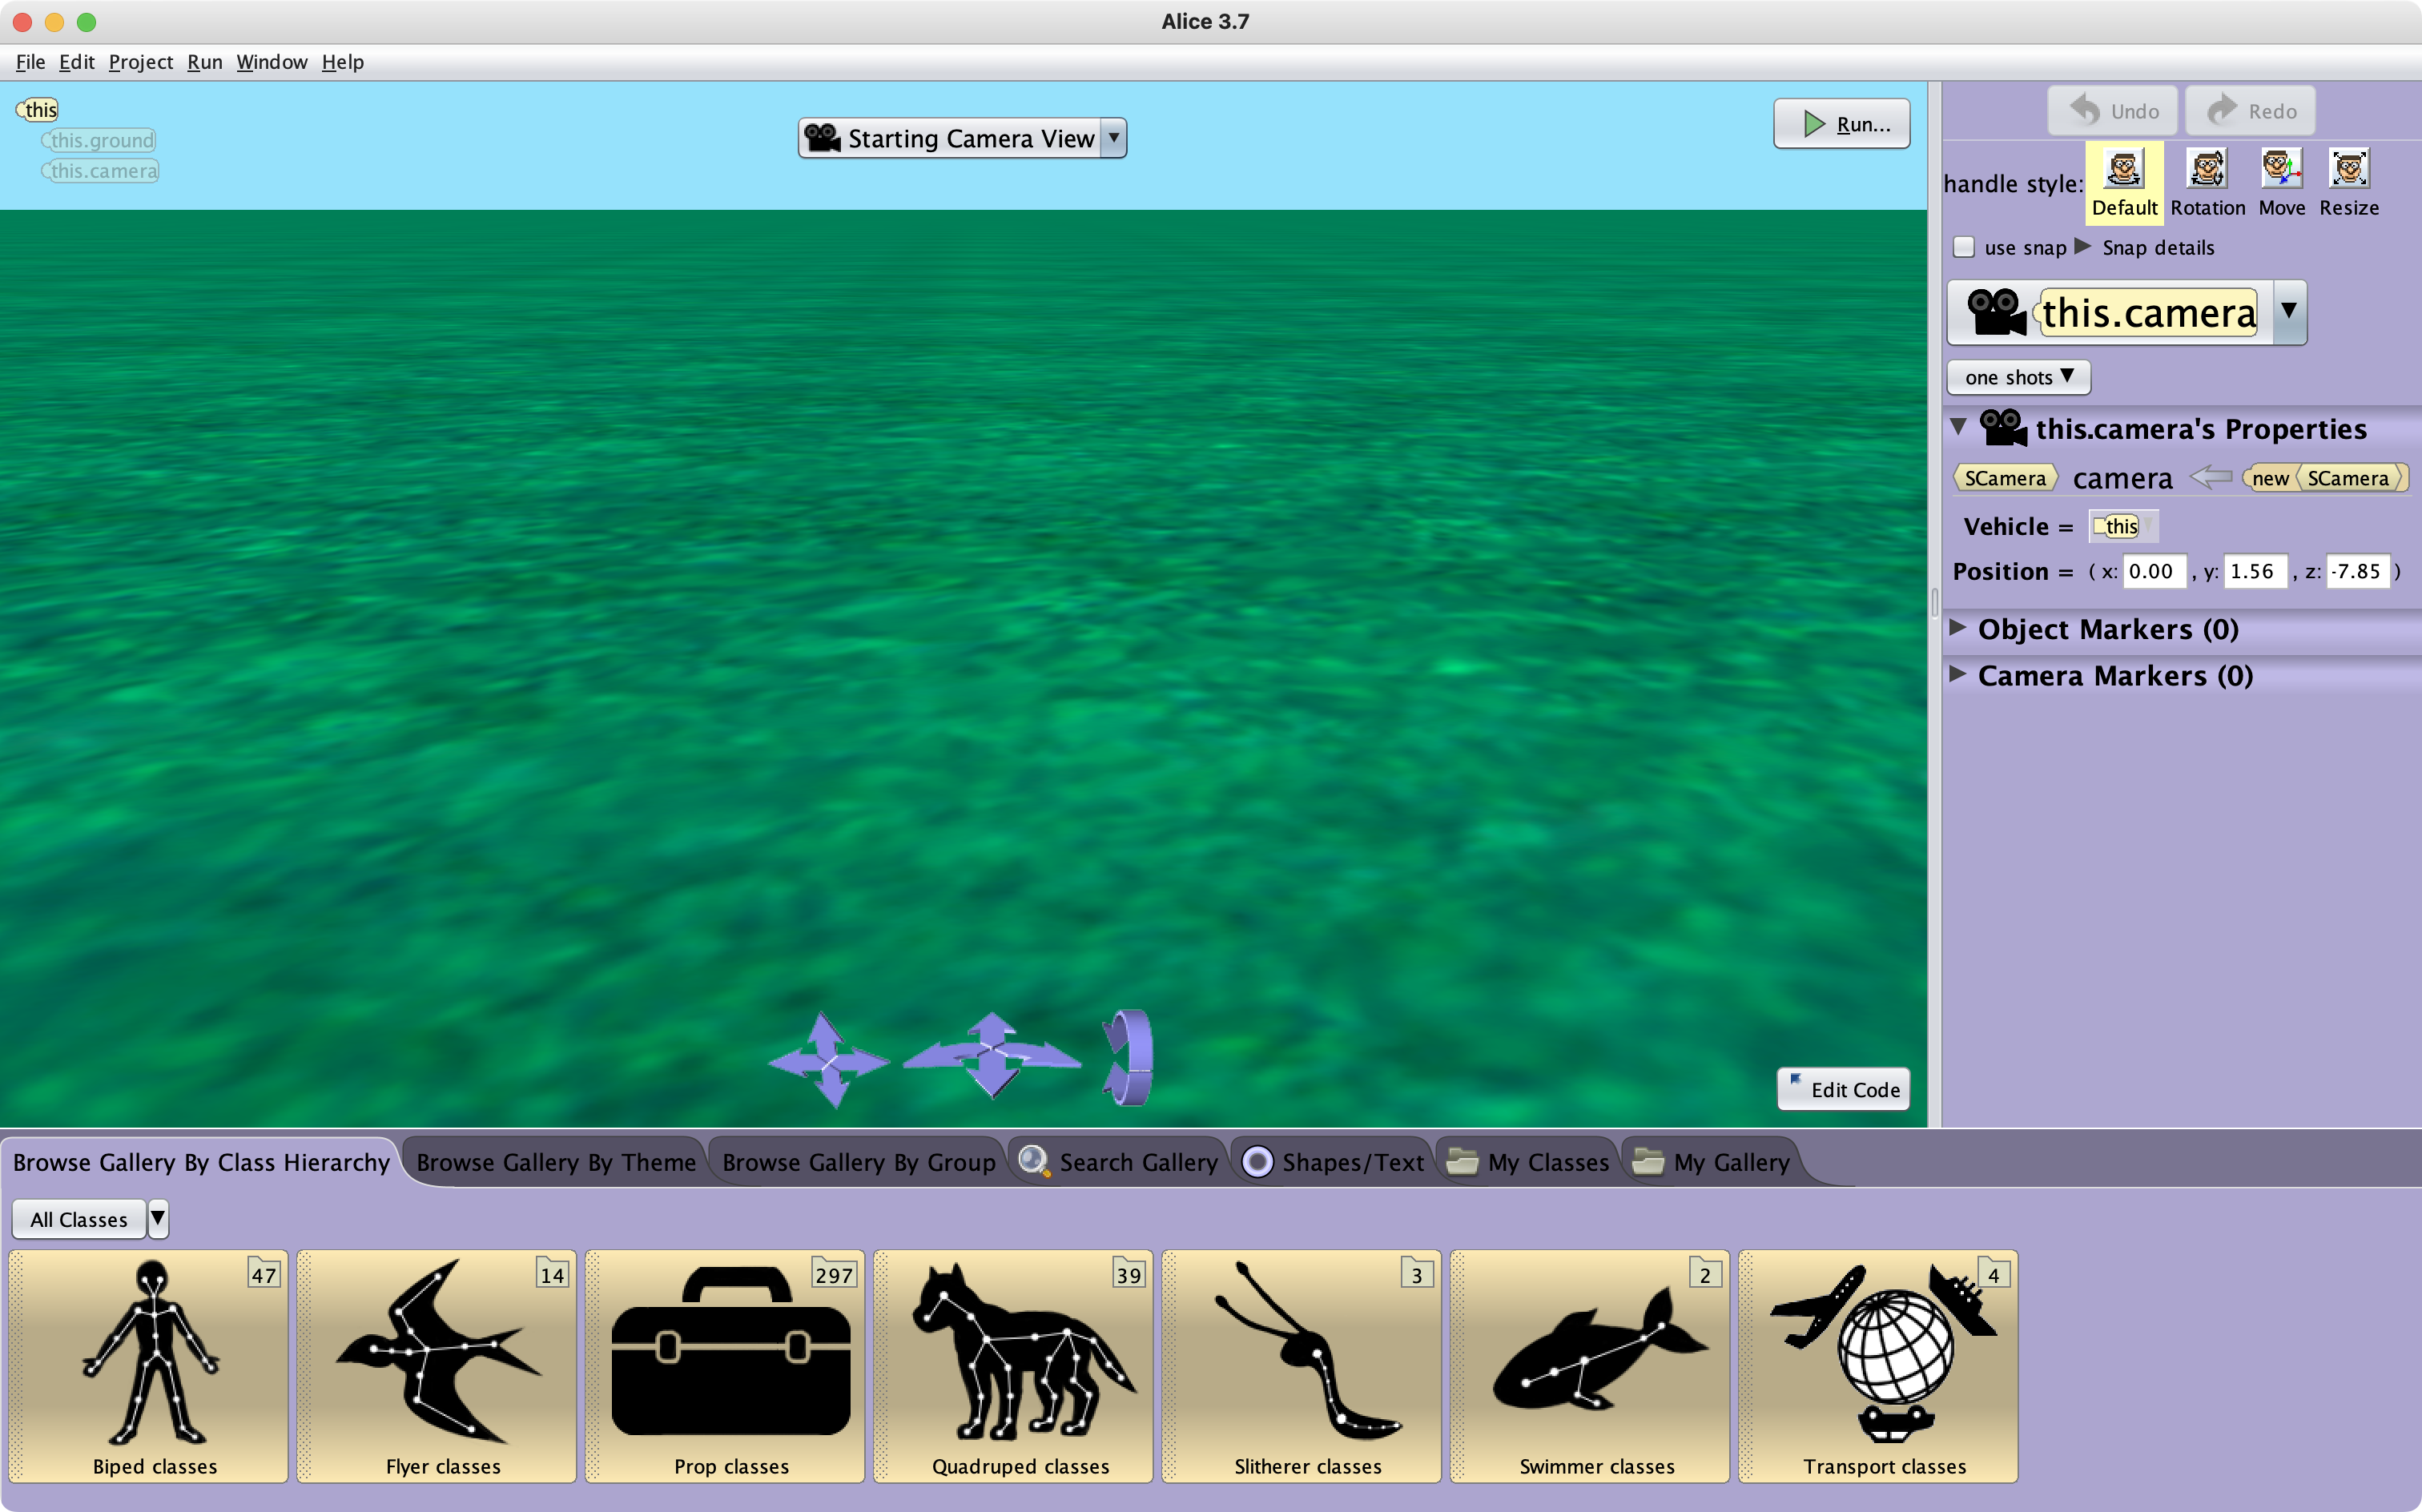 Alice 3.7
File Edit Project Run Window Help
this
this.ground
this.camera
Starting Camera View
Run...
Undo Redo
handle style: Default Rotation Move Resize
use snap Snap details
this.camera
one shots
this.camera's Properties
SCamera camera new SCamera
Vehicle = this
Position = ( x: 0.00 , y: 1.56 , z: -7.85 )
Object Markers (0)
Camera Markers (0)
Edit Code
Browse Gallery By Class Hierarchy Browse Gallery By Theme Browse Gallery By Group Search Gallery Shapes/Text My Classes My Gallery
All Classes
47 14 297 39 3 2 4
Biped classes Flyer classes Prop classes Quadruped classes Slitherer classes Swimmer classes Transport classes